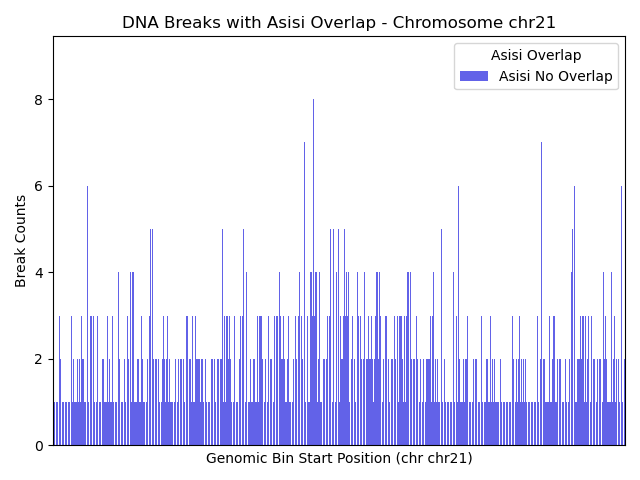 DNA Breaks with Asisi Overlap - Chromosome chr21
Asisi Overlap
Asisi No Overlap
8
6
4
2
0
Break Counts
Genomic Bin Start Position (chr chr21)